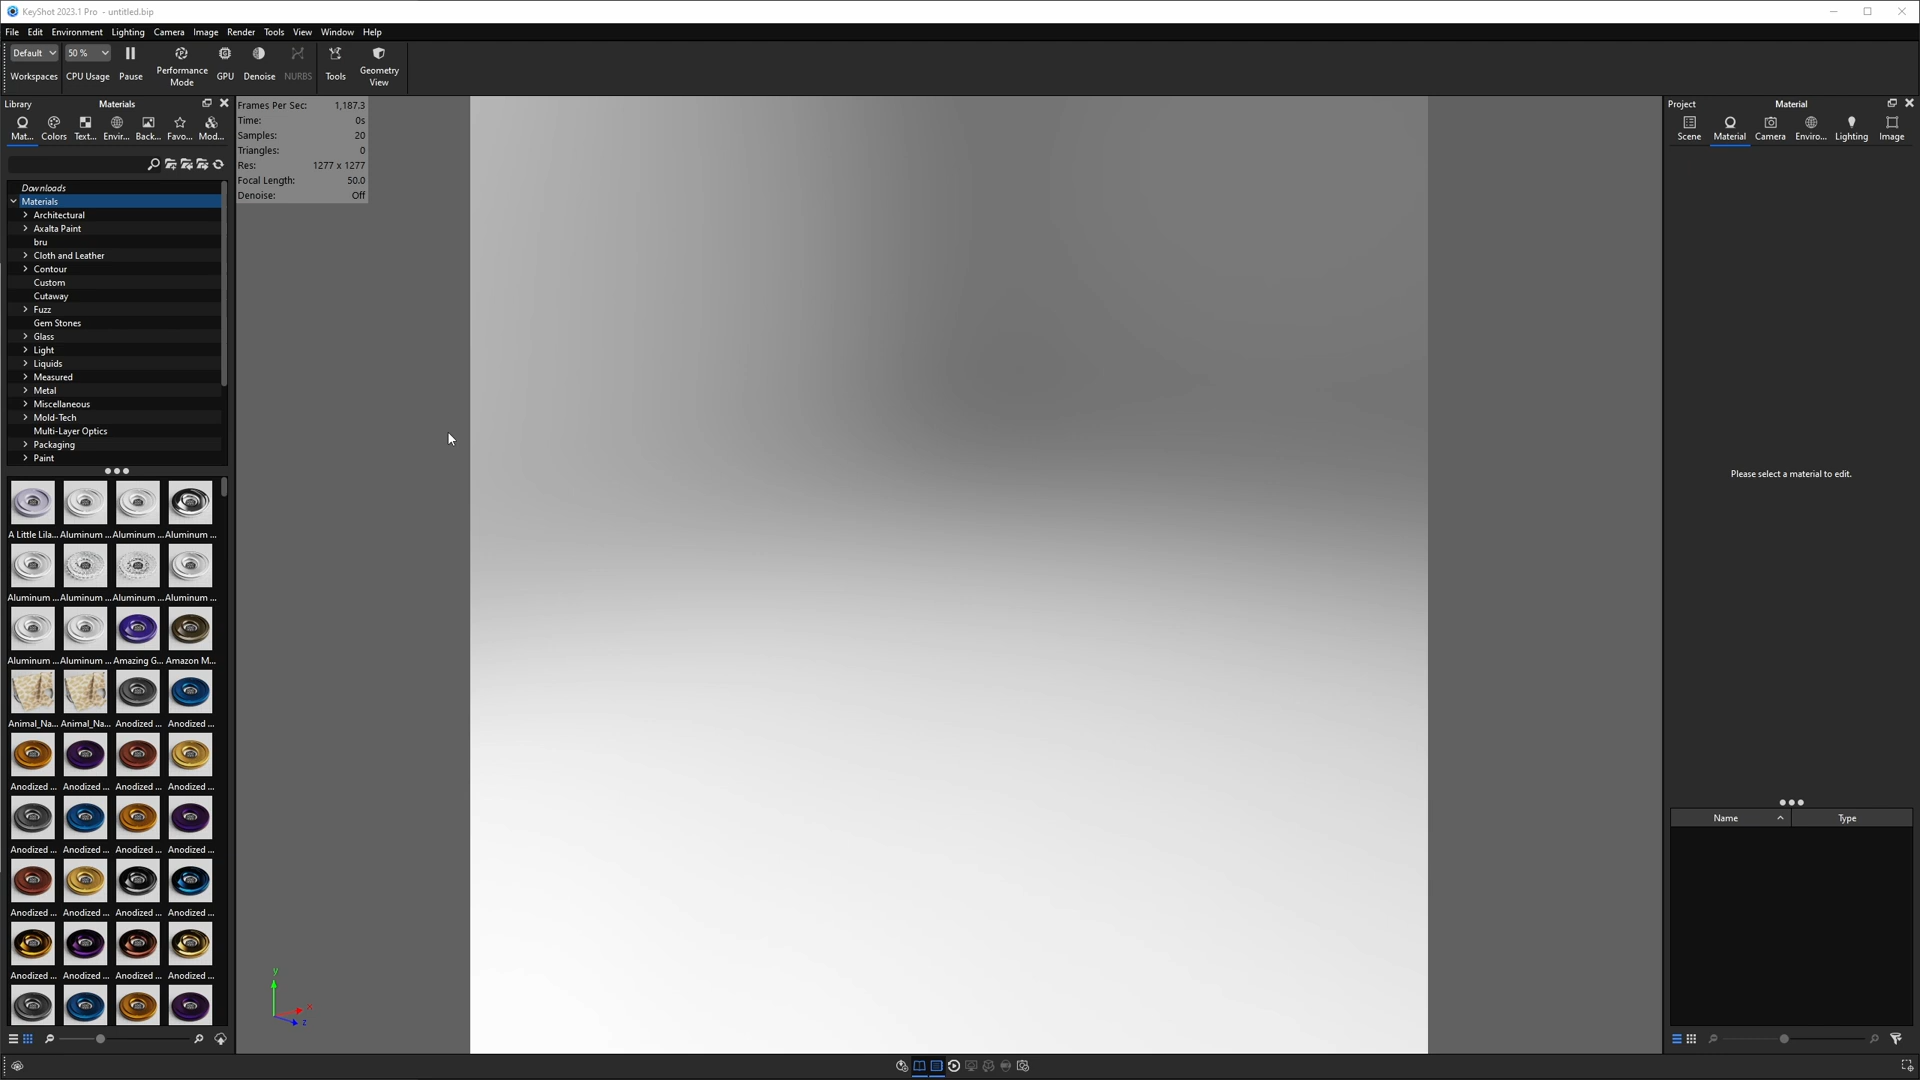 KeyShot 2023.1 Pro - untitled.bip
File Edit Environment Lighting Camera Image Render Tools View Window Help
Default 50 %
Workspaces CPU Usage Pause Performance Mode GPU Denoise NURBS Tools Geometry View
Library Materials
Mat... Colors Text... Envir... Back... Favo... Mod...
Downloads
Materials
Architectural
Axalta Paint
bru
Cloth and Leather
Contour
Custom
Cutaway
Fuzz
Gem Stones
Glass
Light
Liquids
Measured
Metal
Miscellaneous
Mold-Tech
Multi-Layer Optics
Packaging
Paint
A Little Lila... Aluminum ... Aluminum ... Aluminum ...
Aluminum ... Aluminum ... Aluminum ... Aluminum ...
Aluminum ... Aluminum ... Amazing G... Amazon M...
Animal_Na... Animal_Na... Anodized ... Anodized ...
Anodized ... Anodized ... Anodized ... Anodized ...
Anodized ... Anodized ... Anodized ... Anodized ...
Anodized ... Anodized ... Anodized ... Anodized ...
Anodized ... Anodized ... Anodized ... Anodized ...
Frames Per Sec: 1,187.3
Time: 0s
Samples: 20
Triangles: 0
Res: 1277 x 1277
Focal Length: 50.0
Denoise: Off
y
x
z
Project Material
Scene Material Camera Enviro... Lighting Image
Please select a material to edit.
Name Type